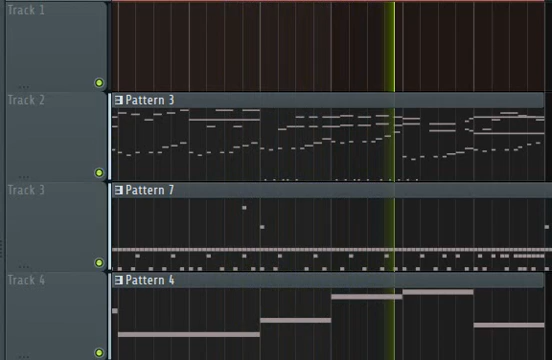 Track 1
Track 2
Pattern 3
Track 3
Pattern 7
Track 4
Pattern 4